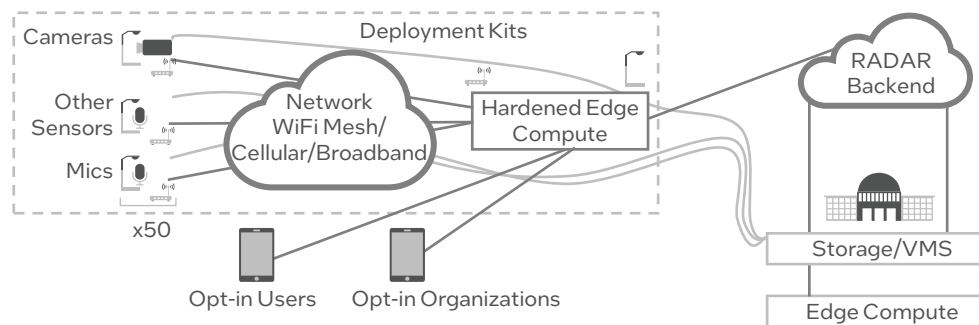 Cameras
Deployment Kits
Other
Sensors
Mics
x50
Network
WiFi Mesh/
Cellular/Broadband
Hardened Edge
Compute
RADAR
Backend
Opt-in Users
Opt-in Organizations
Storage/VMS
Edge Compute